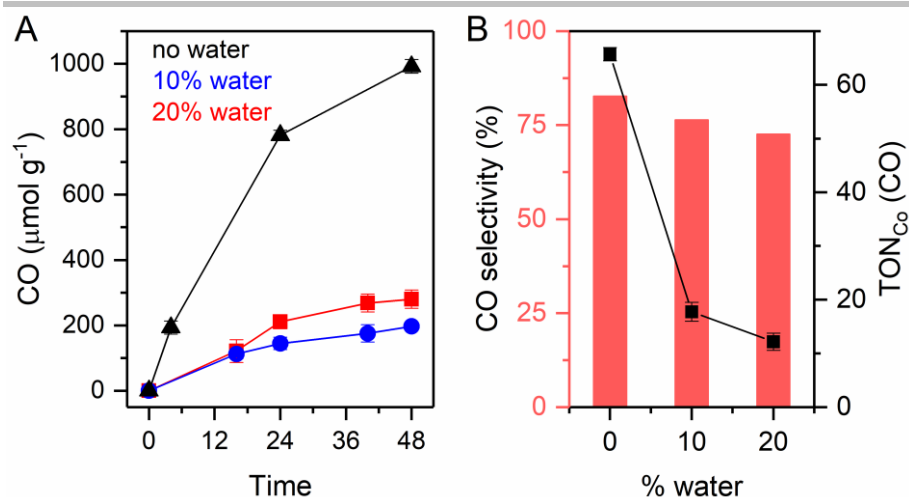 A
no water
10% water
20% water
CO (μmol g⁻¹)
1000
800
600
400
200
0
0 12 24 36 48
Time
B
CO selectivity (%)
100
75
50
25
0
TON_Co (CO)
60
40
20
0
0 10 20
% water